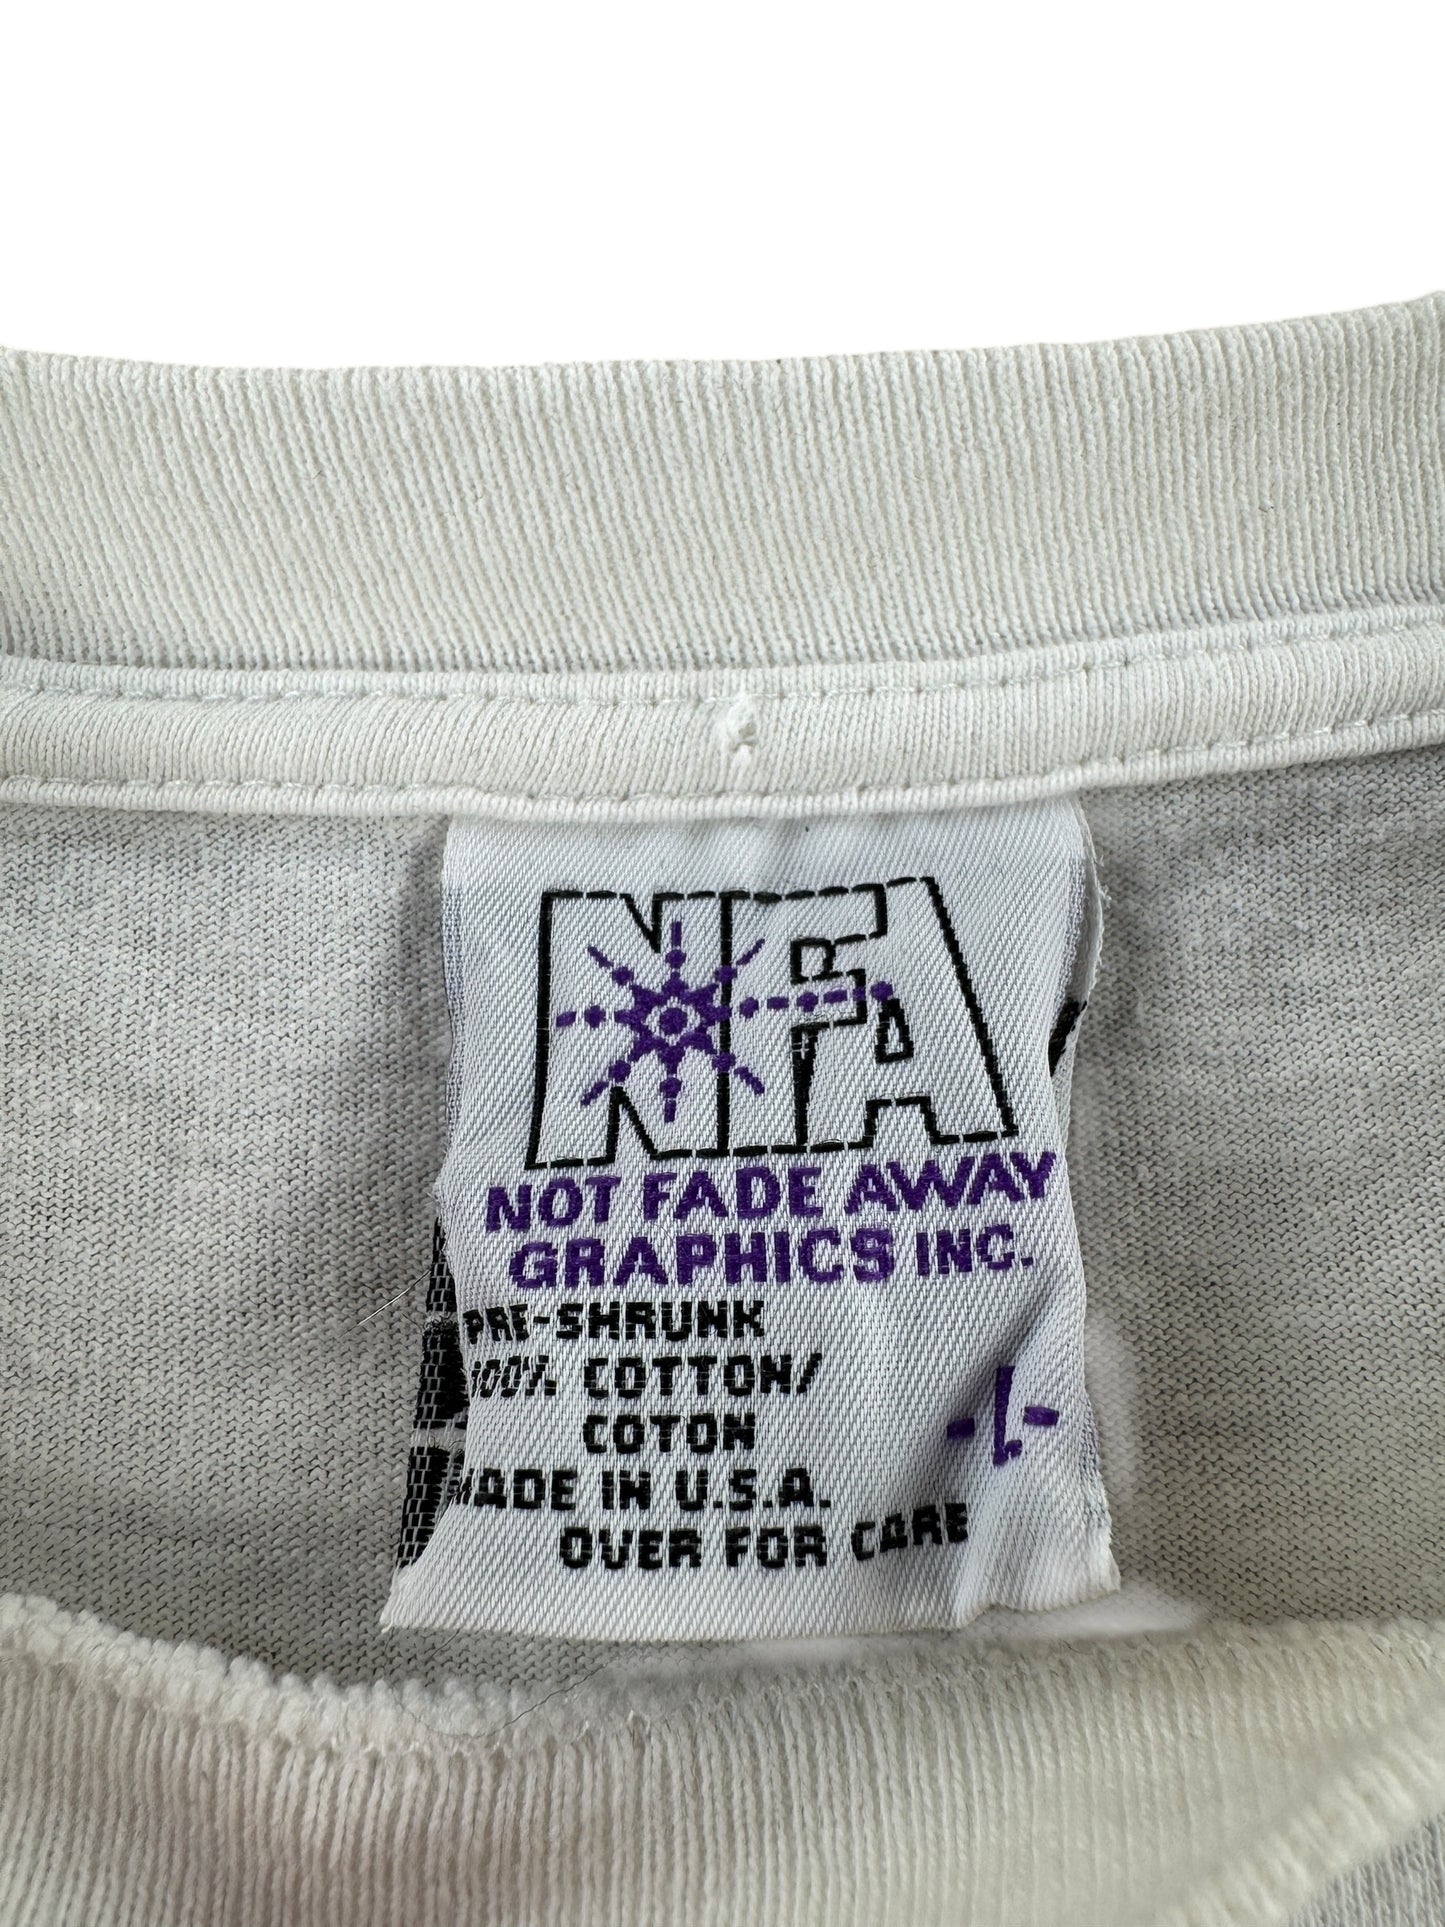 NFA
NOT FADE AWAY
GRAPHICS INC.
PRE-SHRUNK
100% COTTON/
COTON
-L-
MADE IN U.S.A.
OVER FOR CARE